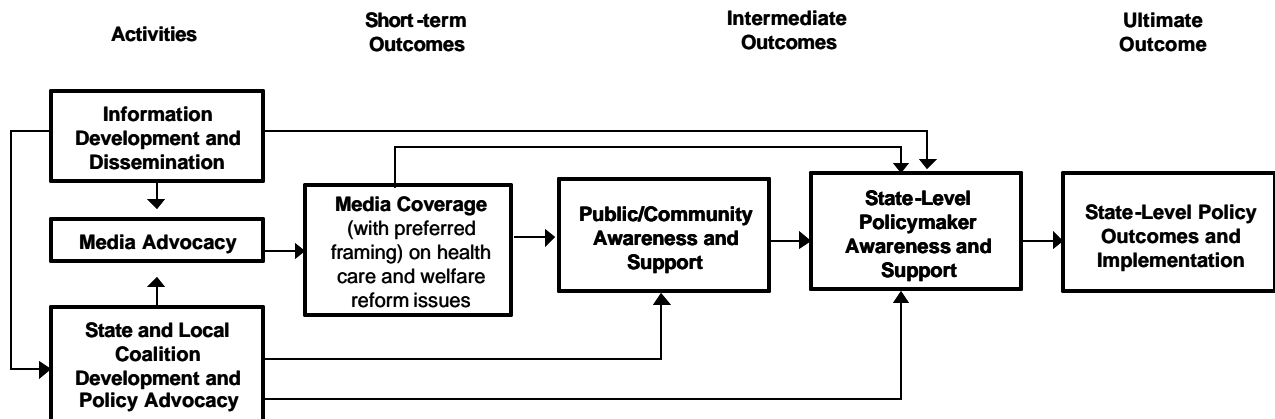 Activities
Short-term
Outcomes
Intermediate
Outcomes
Ultimate
Outcome
Information
Development and
Dissemination
Media Advocacy
State and Local
Coalition
Development and
Policy Advocacy
Media Coverage
(with preferred
framing) on health
care and welfare
reform issues
Public/Community
Awareness and
Support
State-Level
Policymaker
Awareness and
Support
State-Level Policy
Outcomes and
Implementation